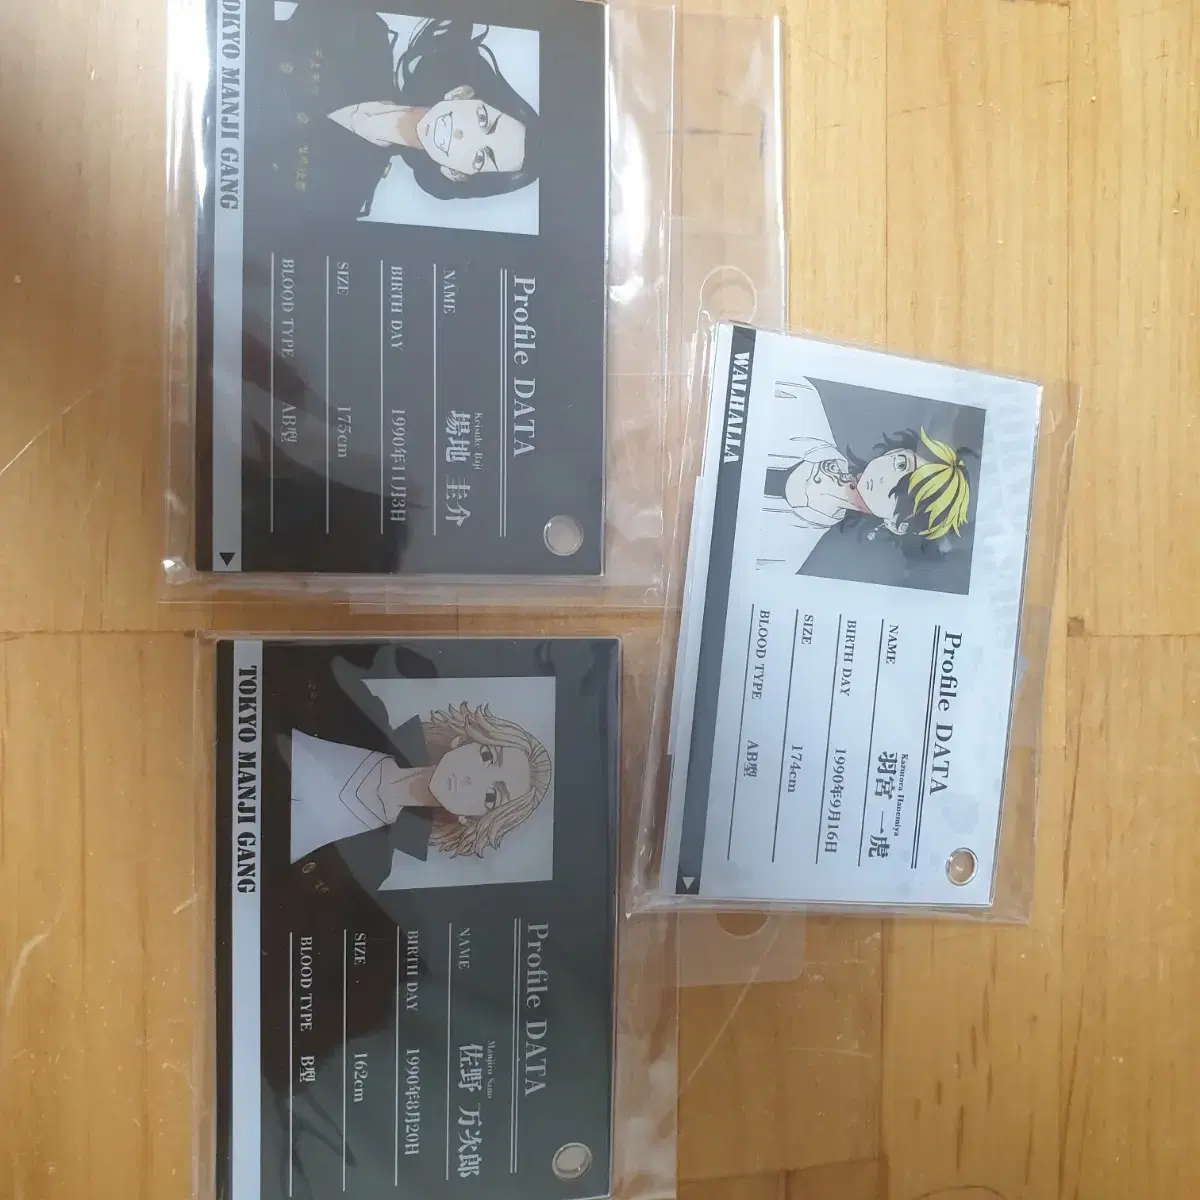 Profile DATA
NAME
Keisuke Baji
場地 圭介
BIRTH DAY
1990年11月3日
SIZE
175cm
BLOOD TYPE
AB型
TOKYO MANJI GANG
Profile DATA
NAME
Kazutora Hanemiya
羽宮 一虎
BIRTH DAY
1990年9月16日
SIZE
174cm
BLOOD TYPE
AB型
WALHALLA
Profile DATA
NAME
Manjiro Sano
佐野 万次郎
BIRTH DAY
1990年8月20日
SIZE
162cm
BLOOD TYPE
B型
TOKYO MANJI GANG